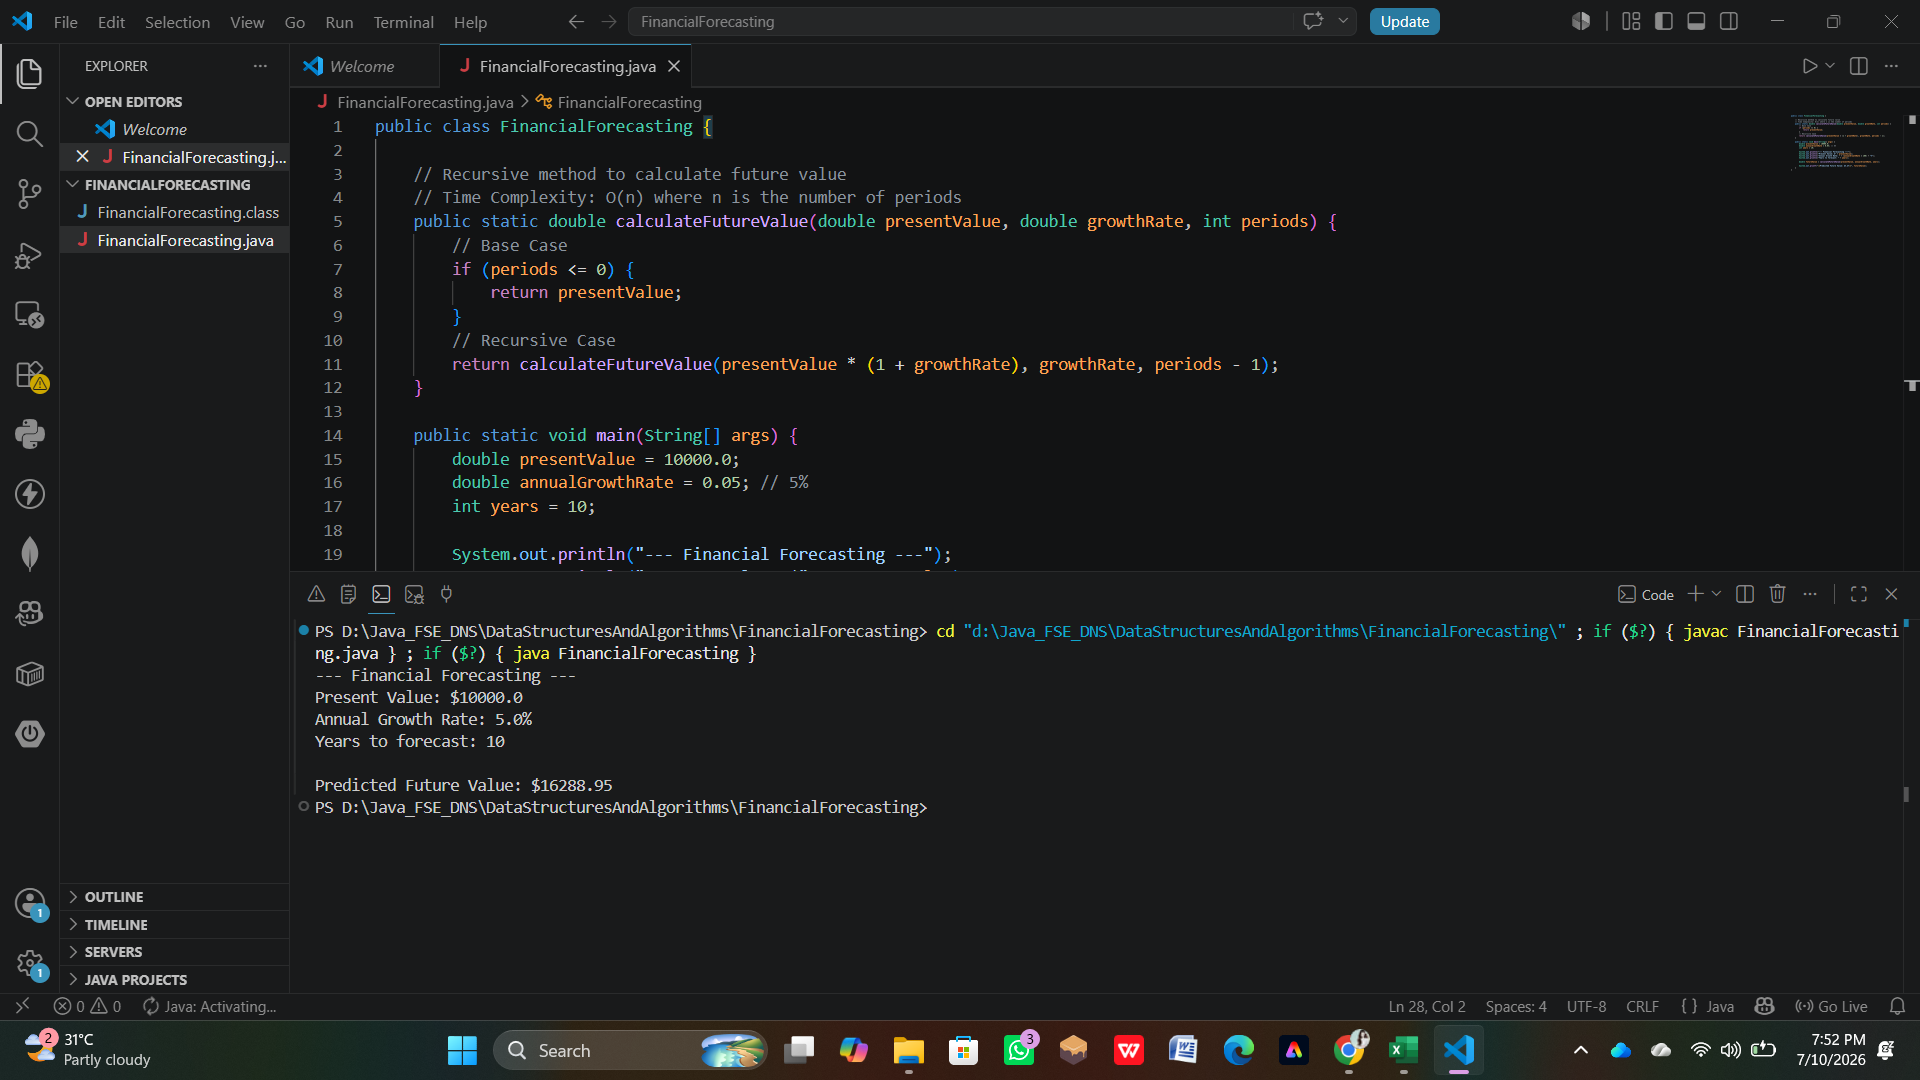 File Edit Selection View Go Run Terminal Help
FinancialForecasting
Update
EXPLORER
OPEN EDITORS
Welcome
FinancialForecasting.j...
FINANCIALFORECASTING
FinancialForecasting.class
FinancialForecasting.java
OUTLINE
TIMELINE
SERVERS
JAVA PROJECTS
Welcome
FinancialForecasting.java
FinancialForecasting.java > FinancialForecasting
1 public class FinancialForecasting {
2
3 // Recursive method to calculate future value
4 // Time Complexity: O(n) where n is the number of periods
5 public static double calculateFutureValue(double presentValue, double growthRate, int periods) {
6 // Base Case
7 if (periods <= 0) {
8 return presentValue;
9 }
10 // Recursive Case
11 return calculateFutureValue(presentValue * (1 + growthRate), growthRate, periods - 1);
12 }
13
14 public static void main(String[] args) {
15 double presentValue = 10000.0;
16 double annualGrowthRate = 0.05; // 5%
17 int years = 10;
18
19 System.out.println("--- Financial Forecasting ---");
Code
PS D:\Java_FSE_DNS\DataStructuresAndAlgorithms\FinancialForecasting> cd "d:\Java_FSE_DNS\DataStructuresAndAlgorithms\FinancialForecasting\" ; if ($?) { javac FinancialForecasti
ng.java } ; if ($?) { java FinancialForecasting }
--- Financial Forecasting ---
Present Value: $10000.0
Annual Growth Rate: 5.0%
Years to forecast: 10
Predicted Future Value: $16288.95
PS D:\Java_FSE_DNS\DataStructuresAndAlgorithms\FinancialForecasting>
1
1
0 0 Java: Activating...
Ln 28, Col 2 Spaces: 4 UTF-8 CRLF {} Java Go Live
2
31°C
Partly cloudy
Search
3
7:52 PM
7/10/2026